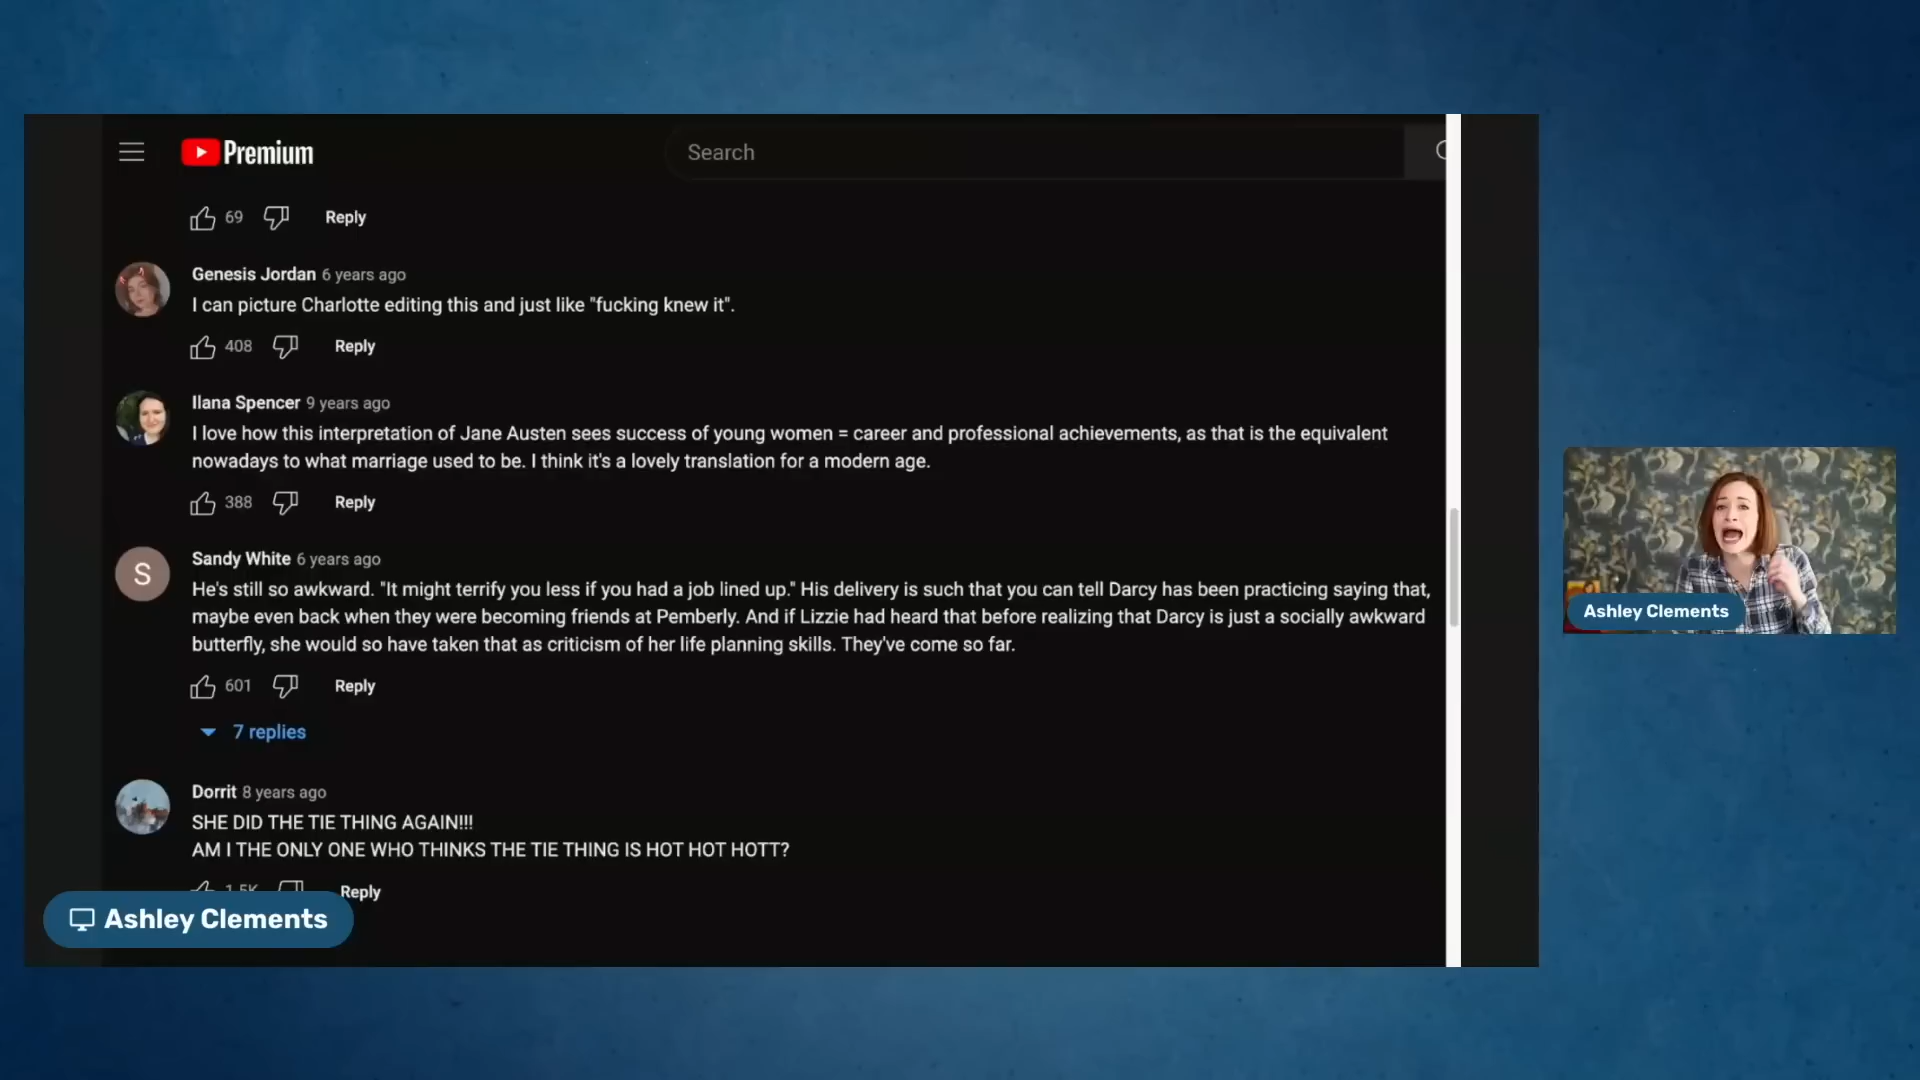 Premium
Search
69 Reply
Genesis Jordan 6 years ago
I can picture Charlotte editing this and just like "fucking knew it".
408 Reply
Ilana Spencer 9 years ago
I love how this interpretation of Jane Austen sees success of young women = career and professional achievements, as that is the equivalent
nowadays to what marriage used to be. I think it's a lovely translation for a modern age.
388 Reply
S
Sandy White 6 years ago
He's still so awkward. "It might terrify you less if you had a job lined up." His delivery is such that you can tell Darcy has been practicing saying that,
maybe even back when they were becoming friends at Pemberly. And if Lizzie had heard that before realizing that Darcy is just a socially awkward
butterfly, she would so have taken that as criticism of her life planning skills. They've come so far.
601 Reply
7 replies
Dorrit 8 years ago
SHE DID THE TIE THING AGAIN!!!
AM I THE ONLY ONE WHO THINKS THE TIE THING IS HOT HOT HOTT?
1.5K Reply
Ashley Clements
Ashley Clements